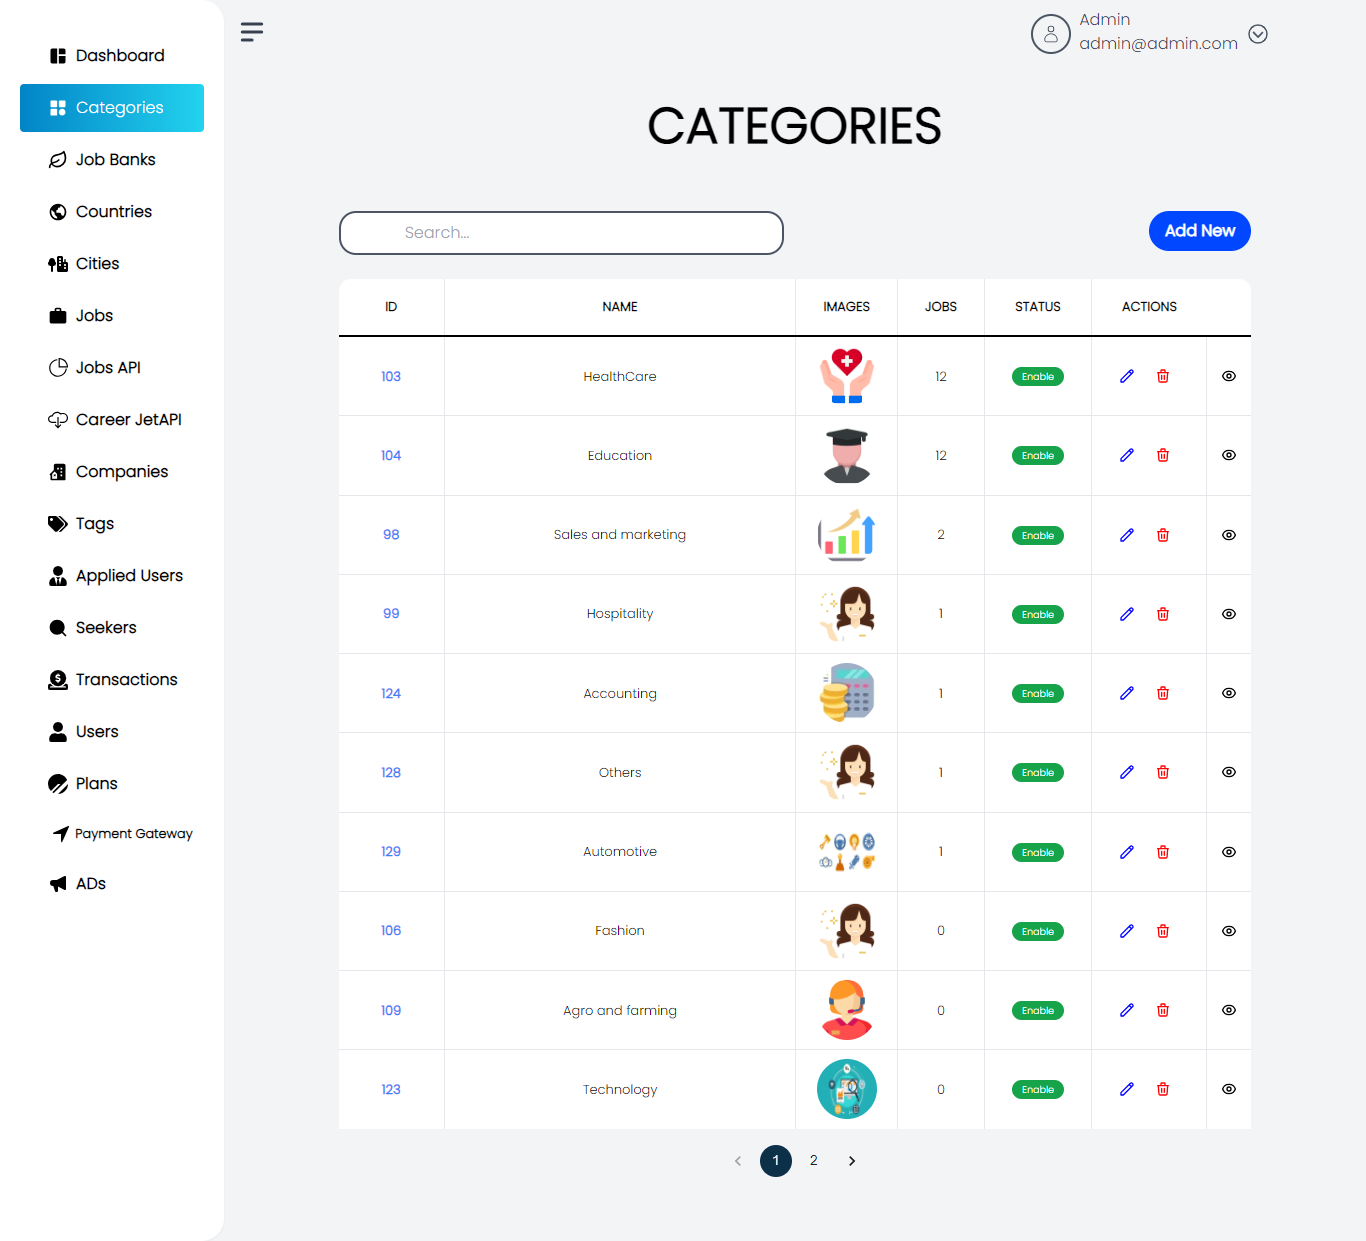 Dashboard
Categories
Job Banks
Countries
Cities
Jobs
Jobs API
Career JetAPI
Companies
Tags
Applied Users
Seekers
Transactions
Users
Plans
Payment Gateway
ADs
Admin
admin@admin.com
CATEGORIES
Search...
Add New
ID NAME IMAGES JOBS STATUS ACTIONS
103 HealthCare 12 Enable
104 Education 12 Enable
98 Sales and marketing 2 Enable
99 Hospitality 1 Enable
124 Accounting 1 Enable
128 Others 1 Enable
129 Automotive 1 Enable
106 Fashion 0 Enable
109 Agro and farming 0 Enable
123 Technology 0 Enable
1 2